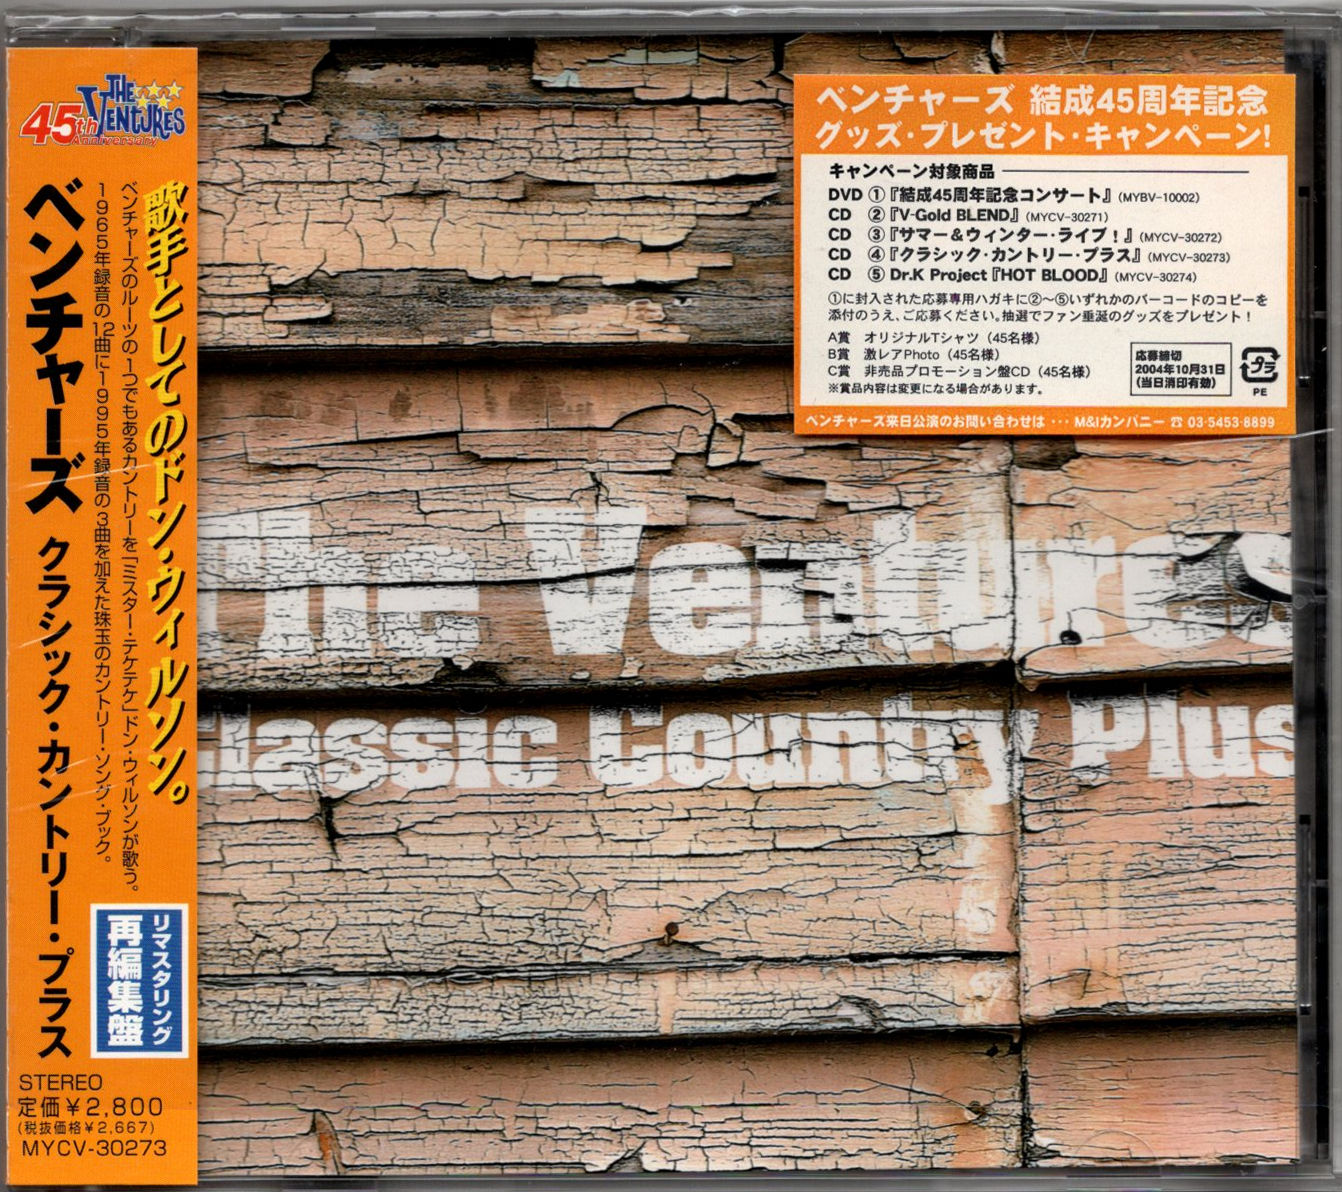 45th
Anniversary
THE
VENTURES
ベンチャーズ クラシック・カントリー・プラス
歌手としてのドン・ウィルソン。
ベンチャーズのルーツの1つでもあるカントリーを「ミスター・テケテケ」ドン・ウィルソンが歌う。
1965年録音の12曲に1995年録音の3曲を加えた珠玉のカントリー・ソング・ブック。
リマスタリング
再編集盤
STEREO
定価¥2,800
(税抜価格¥2,667)
MYCV-30273
ベンチャーズ 結成45周年記念
グッズ・プレゼント・キャンペーン!
キャンペーン対象商品
DVD ①『結成45周年記念コンサート』(MYBV-10002)
CD ②『V-Gold BLEND』(MYCV-30271)
CD ③『サマー&ウィンター・ライブ!』(MYCV-30272)
CD ④『クラシック・カントリー・プラス』(MYCV-30273)
CD ⑤ Dr.K Project『HOT BLOOD』(MYCV-30274)
①に封入された応募専用ハガキに②〜⑤いずれかのバーコードのコピーを
添付のうえ、ご応募ください。抽選でファン垂涎のグッズをプレゼント!
A賞 オリジナルTシャツ(45名様)
B賞 激レアPhoto(45名様)
C賞 非売品プロモーション盤CD(45名様)
※賞品内容は変更になる場合があります。
応募締切
2004年10月31日
(当日消印有効)
プラ
PE
ベンチャーズ来日公演のお問い合わせは・・・M&Iカンパニー ☎ 03-5453-8899
The Ventures
Classic Country Plus